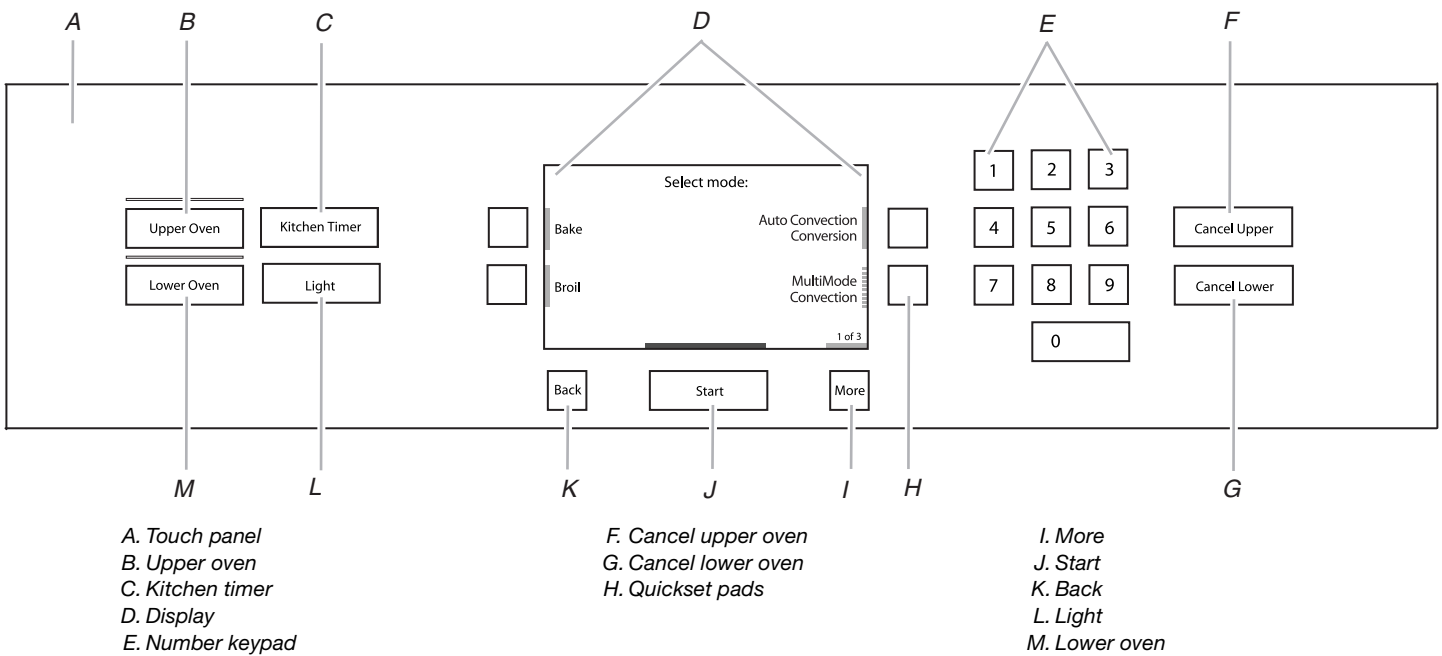 A B C D E F
Select mode:
1 2 3
Upper Oven Kitchen Timer Bake Auto Convection
Conversion 4 5 6 Cancel Upper
Lower Oven Light Broil MultiMode
Convection 7 8 9 Cancel Lower
1 of 3
0
Back Start More
M L K J I H G
A. Touch panel
B. Upper oven
C. Kitchen timer
D. Display
E. Number keypad
F. Cancel upper oven
G. Cancel lower oven
H. Quickset pads
I. More
J. Start
K. Back
L. Light
M. Lower oven